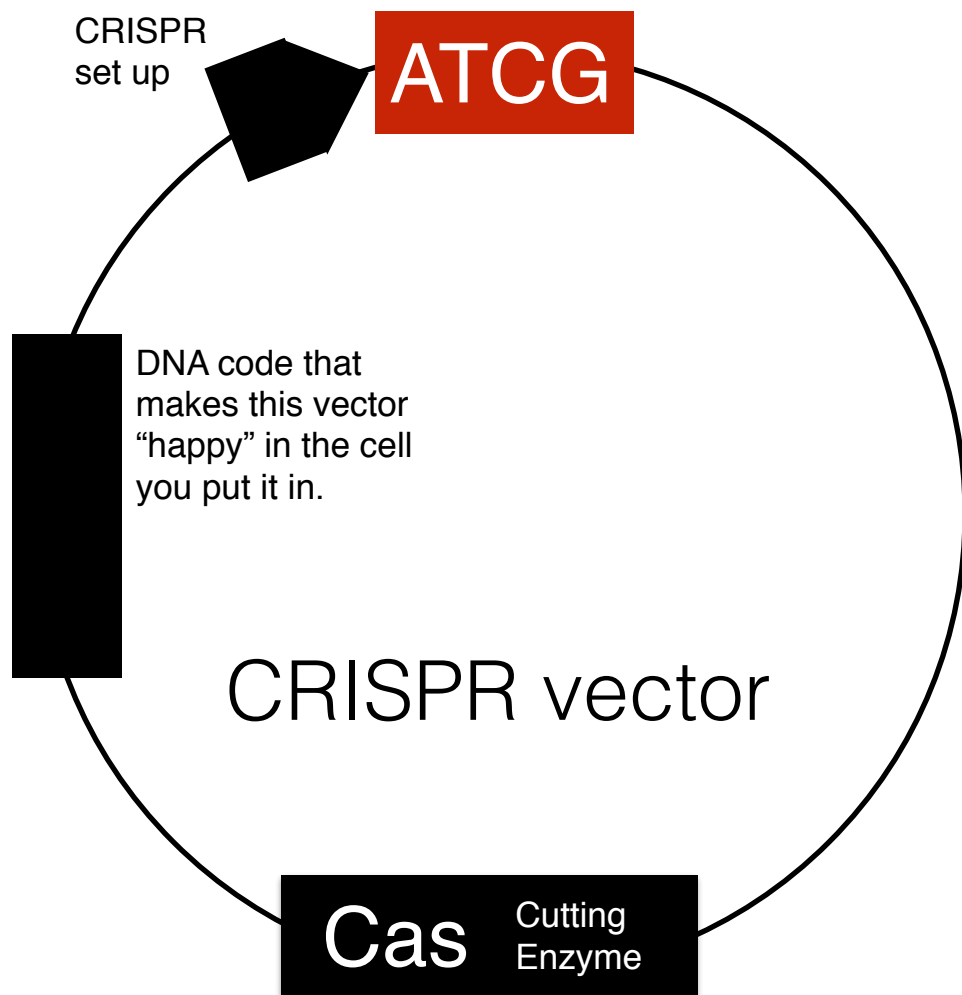 CRISPR
set up
ATCG
DNA code that
makes this vector
“happy” in the cell
you put it in.
CRISPR vector
Cas
Cutting
Enzyme